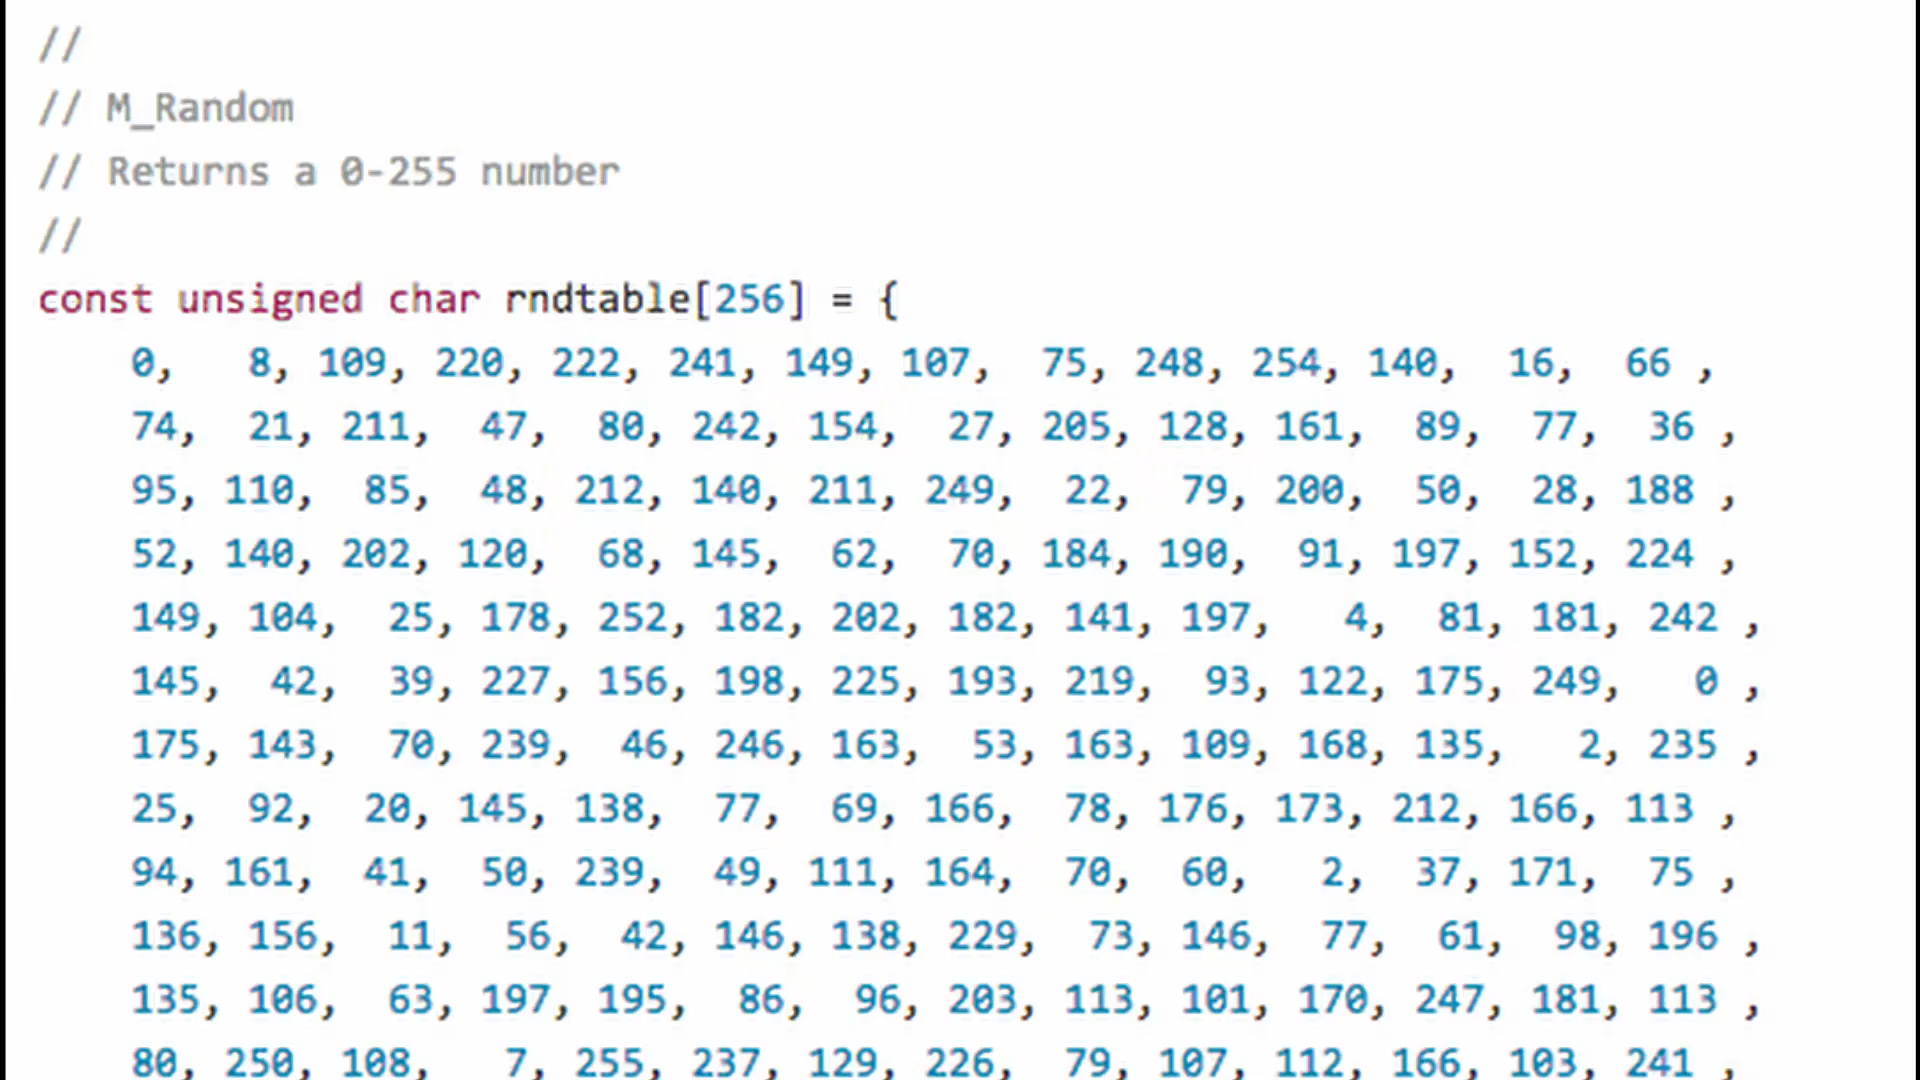 //
// M_Random
// Returns a 0-255 number
//
const unsigned char rndtable[256] = {
0, 8, 109, 220, 222, 241, 149, 107, 75, 248, 254, 140, 16, 66 ,
74, 21, 211, 47, 80, 242, 154, 27, 205, 128, 161, 89, 77, 36 ,
95, 110, 85, 48, 212, 140, 211, 249, 22, 79, 200, 50, 28, 188 ,
52, 140, 202, 120, 68, 145, 62, 70, 184, 190, 91, 197, 152, 224 ,
149, 104, 25, 178, 252, 182, 202, 182, 141, 197, 4, 81, 181, 242 ,
145, 42, 39, 227, 156, 198, 225, 193, 219, 93, 122, 175, 249, 0 ,
175, 143, 70, 239, 46, 246, 163, 53, 163, 109, 168, 135, 2, 235 ,
25, 92, 20, 145, 138, 77, 69, 166, 78, 176, 173, 212, 166, 113 ,
94, 161, 41, 50, 239, 49, 111, 164, 70, 60, 2, 37, 171, 75 ,
136, 156, 11, 56, 42, 146, 138, 229, 73, 146, 77, 61, 98, 196 ,
135, 106, 63, 197, 195, 86, 96, 203, 113, 101, 170, 247, 181, 113 ,
80, 250, 108, 7, 255, 237, 129, 226, 79, 107, 112, 166, 103, 241 ,